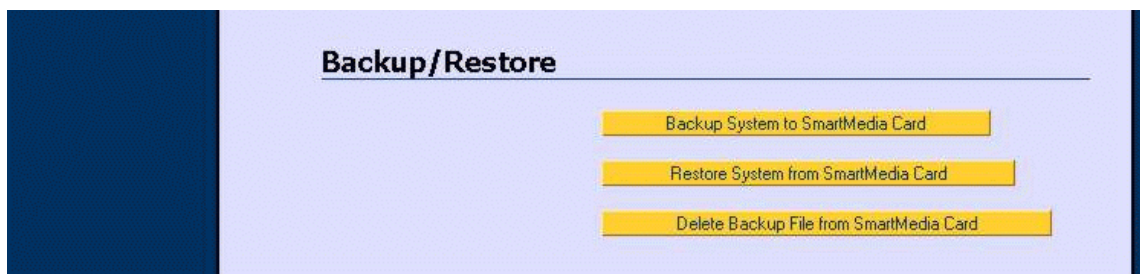 Backup/Restore
Backup System to SmartMedia Card
Restore System from SmartMedia Card
Delete Backup File from SmartMedia Card